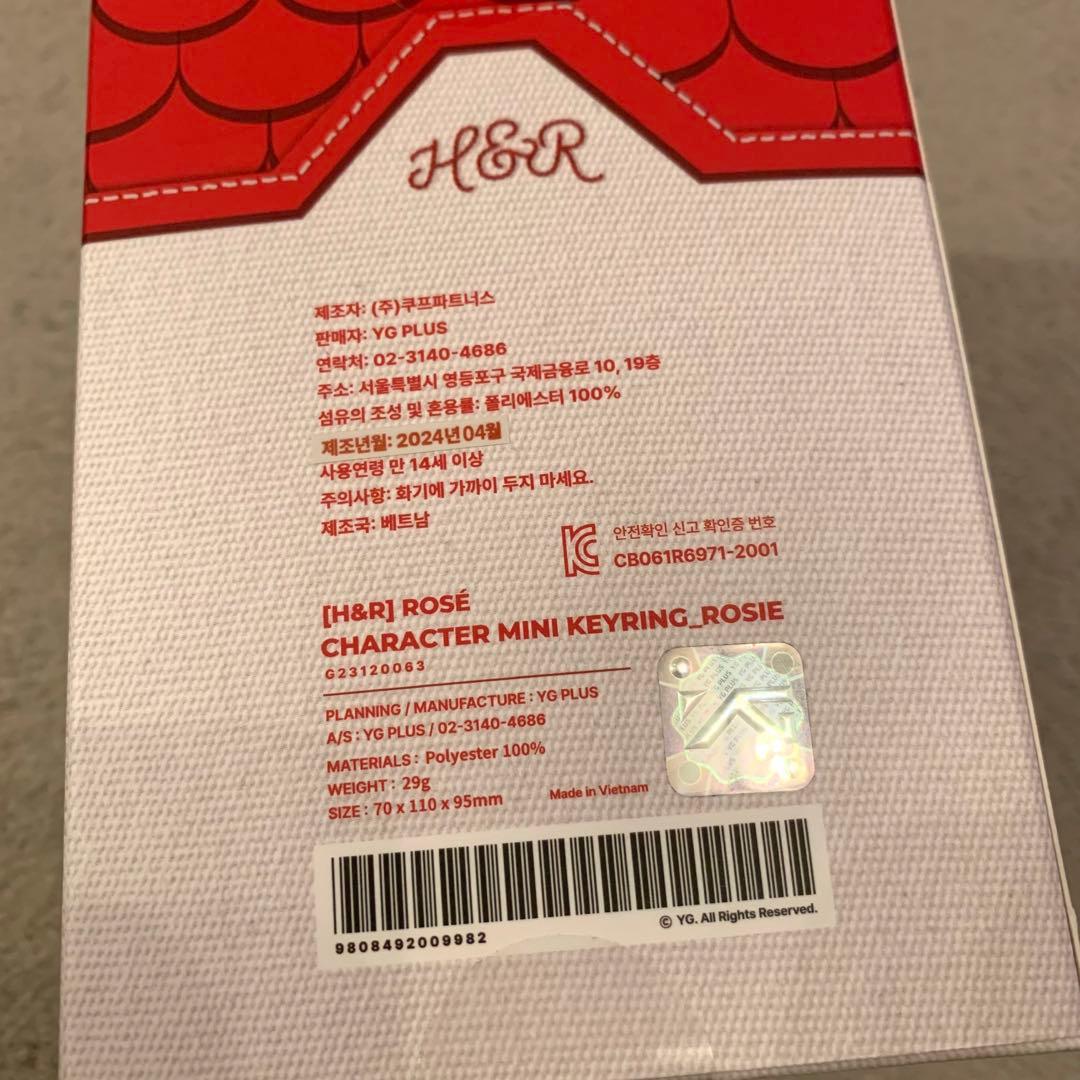 H&R
제조자: (주)쿠프파트너스
판매자: YG PLUS
연락처: 02-3140-4686
주소: 서울특별시 영등포구 국제금융로 10, 19층
섬유의 조성 및 혼용률: 폴리에스터 100%
제조년월: 2024년 04월
사용연령 만 14세 이상
주의사항: 화기에 가까이 두지 마세요.
제조국: 베트남
안전확인 신고 확인증 번호
CB061R6971-2001
[H&R] ROSÉ
CHARACTER MINI KEYRING_ROSIE
G23120063
PLANNING / MANUFACTURE : YG PLUS
A/S : YG PLUS / 02-3140-4686
MATERIALS : Polyester 100%
WEIGHT : 29g
SIZE : 70 x 110 x 95mm
Made in Vietnam
© YG. All Rights Reserved.
9808492009982